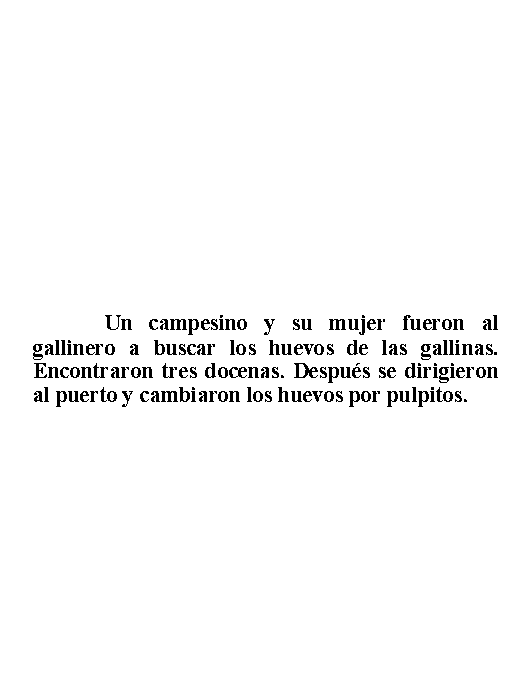 Un campesino y su mujer fueron al
gallinero a buscar los huevos de las gallinas.
Encontraron tres docenas. Después se dirigieron
al puerto y cambiaron los huevos por pulpitos.